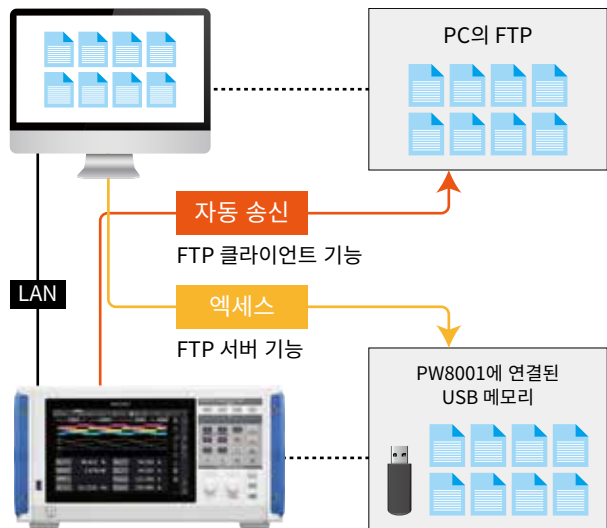 PC의 FTP
자동 송신
FTP 클라이언트 기능
LAN
엑세스
FTP 서버 기능
PW8001에 연결된
USB 메모리